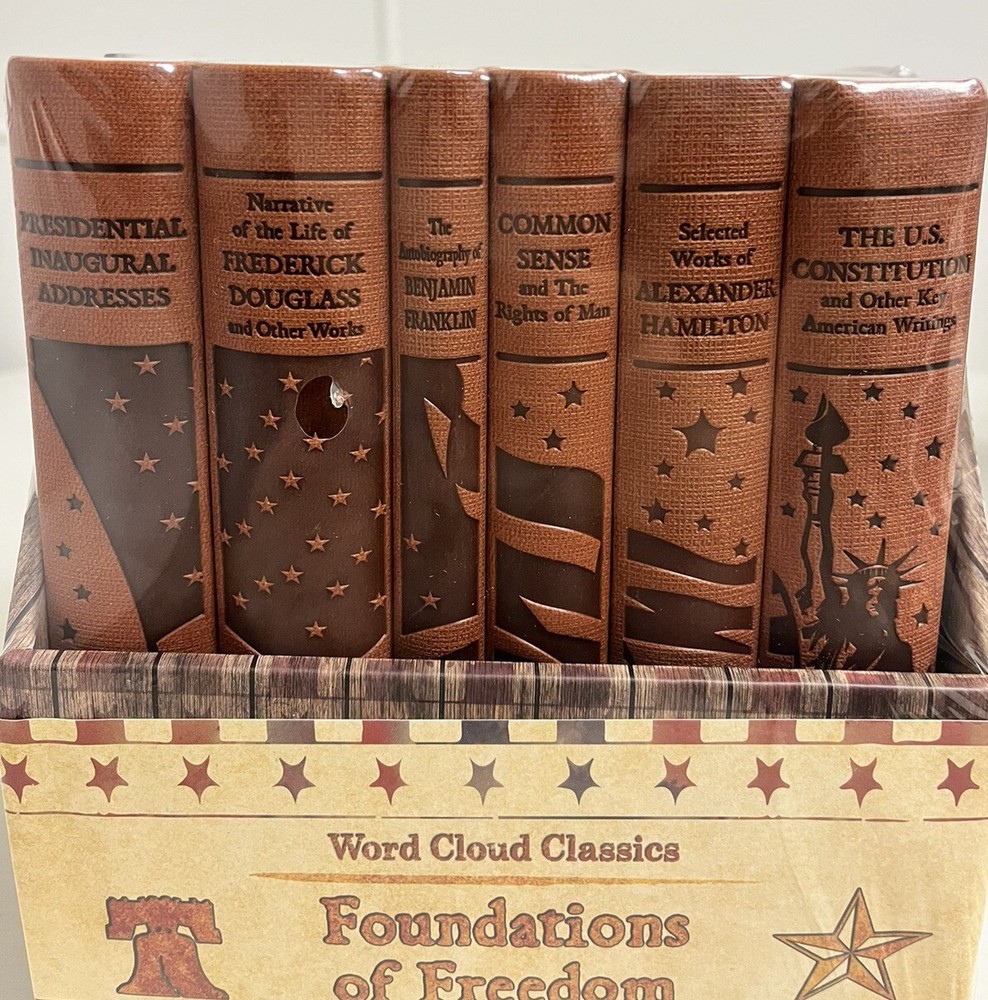 PRESIDENTIAL
INAUGURAL
ADDRESSES
Narrative
of the Life of
FREDERICK
DOUGLASS
and Other Works
The
Autobiography of
BENJAMIN
FRANKLIN
COMMON
SENSE
and The
Rights of Man
Selected
Works of
ALEXANDER
HAMILTON
THE U.S.
CONSTITUTION
and Other Key
American Writings
Word Cloud Classics
Foundations
of Freedom